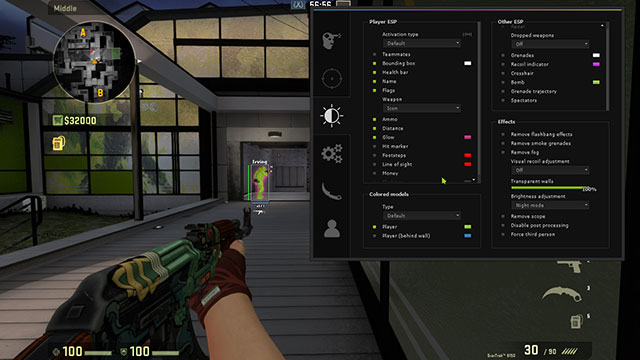 Middle
A
B
$32000
56:56
Irving
Player ESP
Activation type
Default
Teammates
Bounding box
Health bar
Name
Flags
Weapon
Icon
Ammo
Distance
Glow
Hit marker
Footsteps
Line of sight
Money
Colored models
Type
Default
Player
Player (behind wall)
Other ESP
Dropped weapons
Off
Grenades
Recoil indicator
Crosshair
Bomb
Grenade trajectory
Spectators
Effects
Remove flashbang effects
Remove smoke grenades
Remove fog
Visual recoil adjustment
Off
Transparent walls
100%
Brightness adjustment
Night mode
Remove scope
Disable post processing
Force third person
3
5
100
100
30 / 90